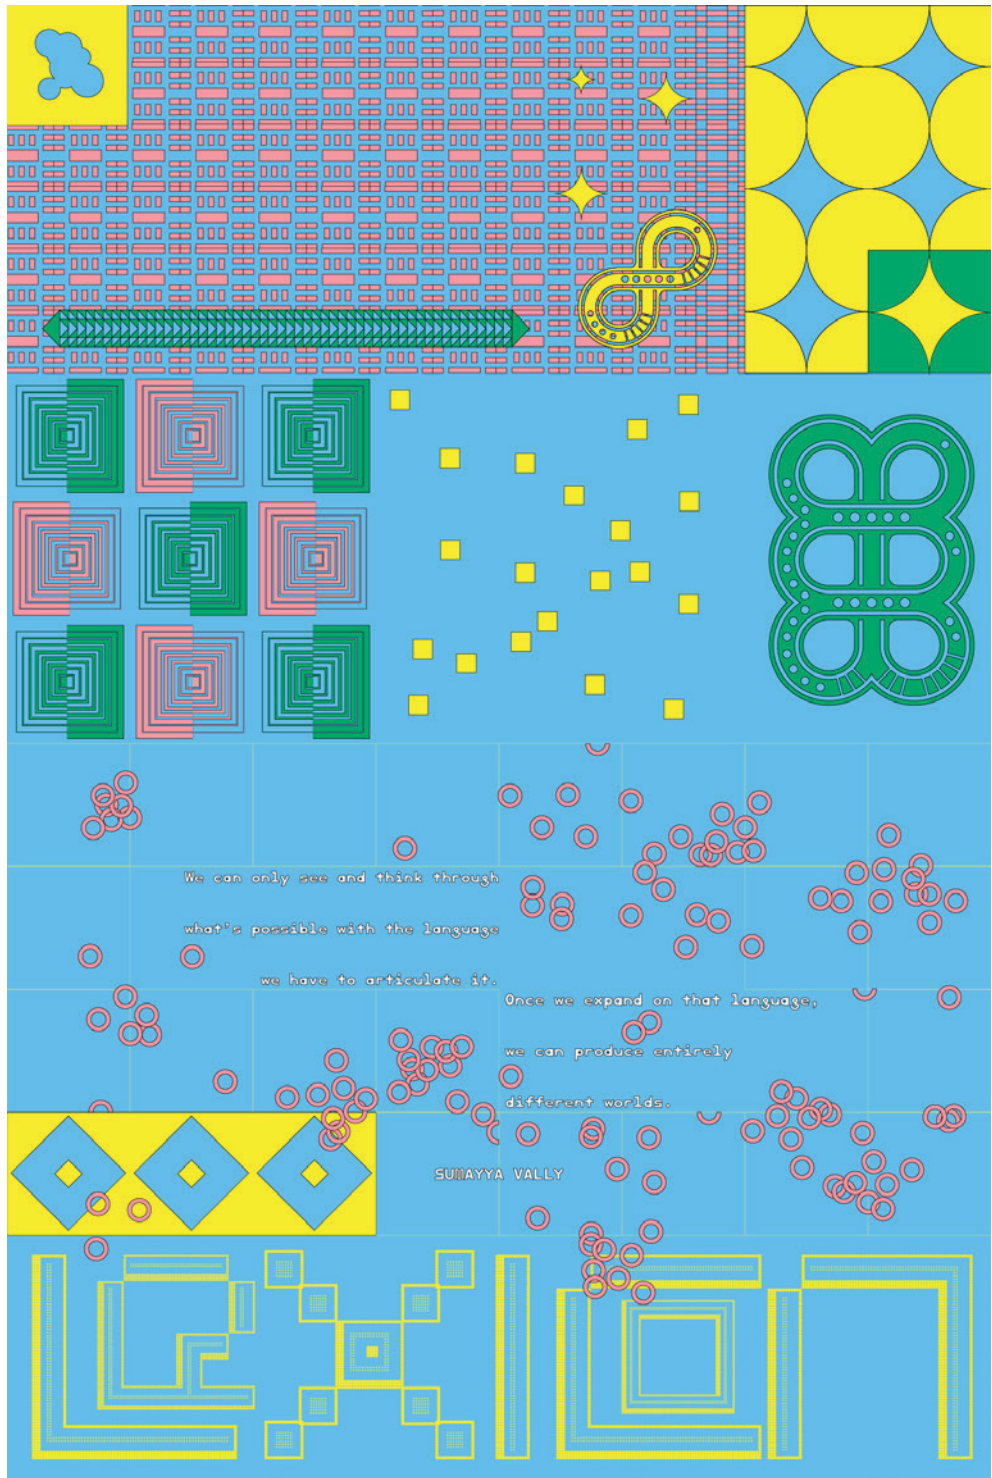 We can only see and think through
what's possible with the language
we have to articulate it.
Once we expand on that language,
we can produce entirely
different worlds.
SUMAYYA VALLY